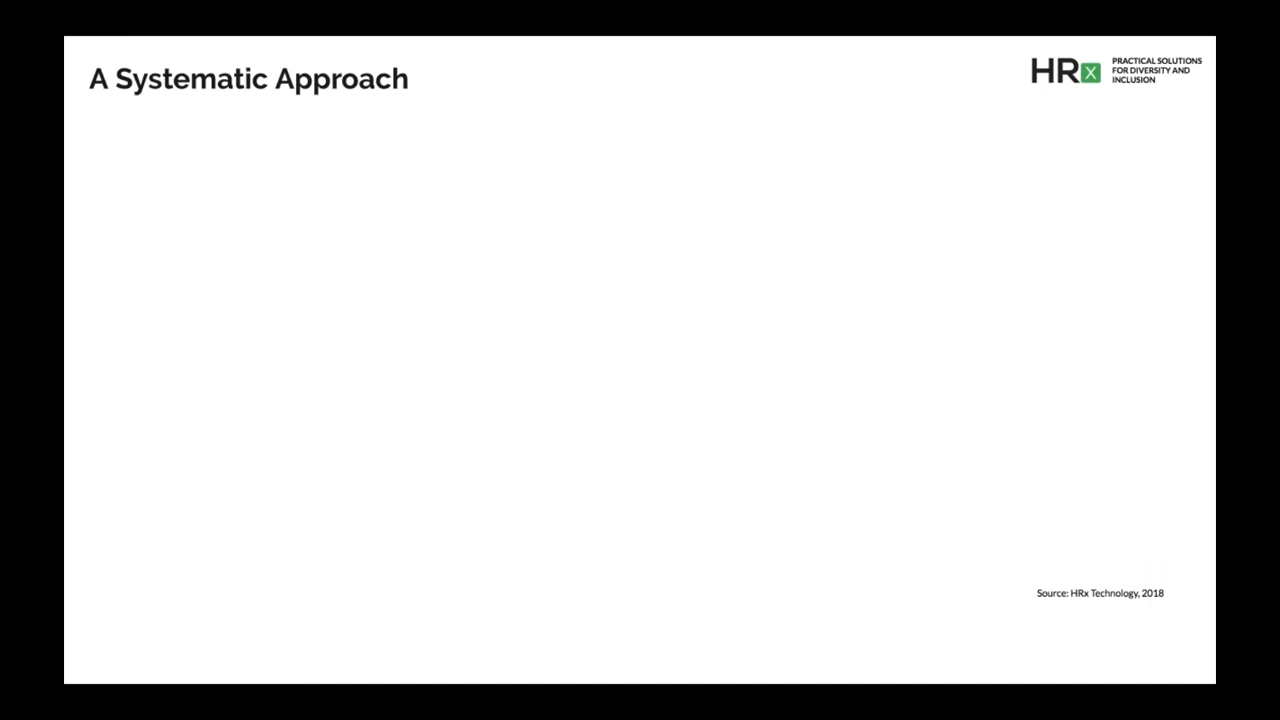 A Systematic Approach
HRx
PRACTICAL SOLUTIONS
FOR DIVERSITY AND
INCLUSION
Source: HRx Technology, 2018